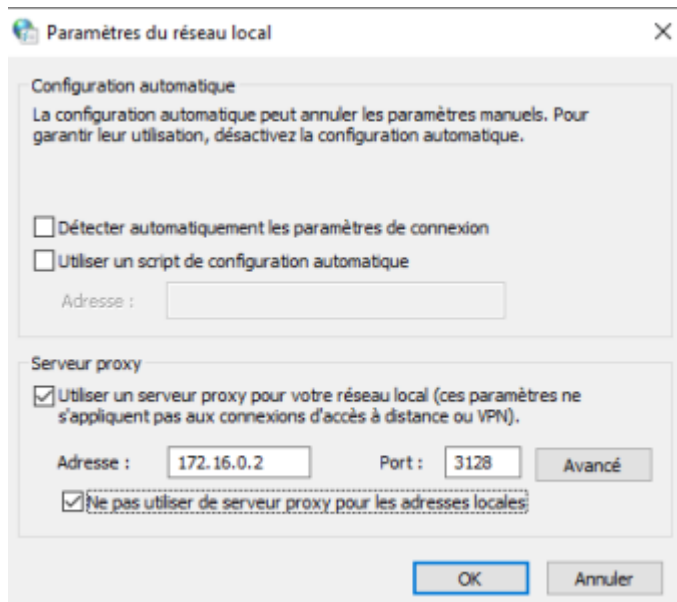 Paramètres du réseau local
Configuration automatique
La configuration automatique peut annuler les paramètres manuels. Pour
garantir leur utilisation, désactivez la configuration automatique.
Détecter automatiquement les paramètres de connexion
Utiliser un script de configuration automatique
Adresse :
Serveur proxy
Utiliser un serveur proxy pour votre réseau local (ces paramètres ne
s'appliquent pas aux connexions d'accès à distance ou VPN).
Adresse : 172.16.0.2 Port : 3128 Avancé
Ne pas utiliser de serveur proxy pour les adresses locales
OK Annuler